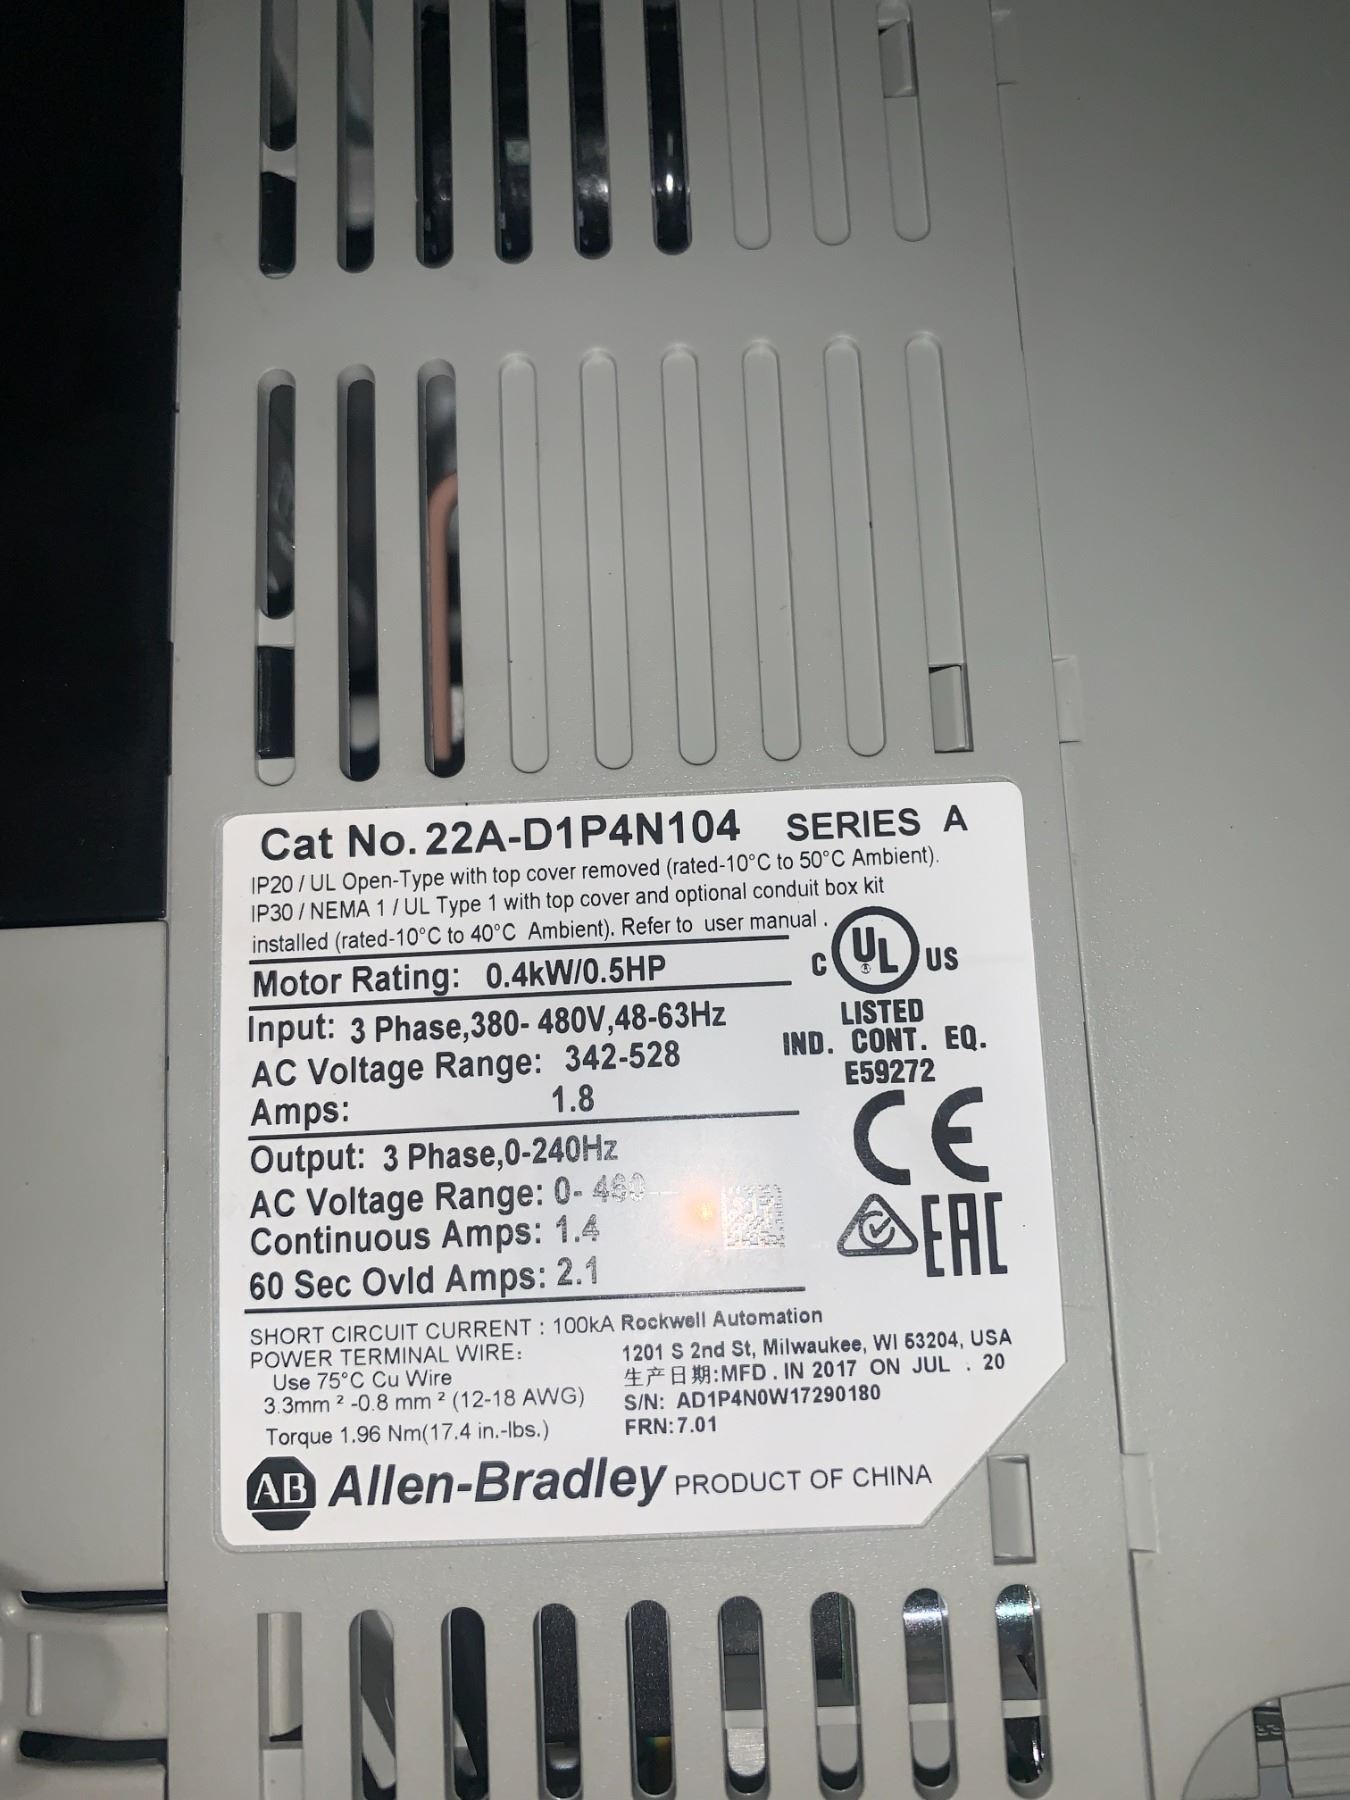 Cat No. 22A-D1P4N104 SERIES A
IP20 / UL Open-Type with top cover removed (rated-10°C to 50°C Ambient).
IP30 / NEMA 1 / UL Type 1 with top cover and optional conduit box kit
installed (rated-10°C to 40°C Ambient). Refer to user manual .
Motor Rating: 0.4kW/0.5HP
C UL ® US
LISTED
IND. CONT. EQ.
E59272
Input: 3 Phase,380- 480V,48-63Hz
AC Voltage Range: 342-528
Amps: 1.8
CE
Output: 3 Phase,0-240Hz
AC Voltage Range: 0- 460
Continuous Amps: 1.4
60 Sec Ovld Amps: 2.1
EAC
SHORT CIRCUIT CURRENT : 100kA
POWER TERMINAL WIRE:
Use 75°C Cu Wire
3.3mm ² -0.8 mm ² (12-18 AWG)
Torque 1.96 Nm(17.4 in.-lbs.)
Rockwell Automation
1201 S 2nd St, Milwaukee, WI 53204, USA
生产日期:MFD . IN 2017 ON JUL . 20
S/N: AD1P4N0W17290180
FRN:7.01
AB Allen-Bradley PRODUCT OF CHINA